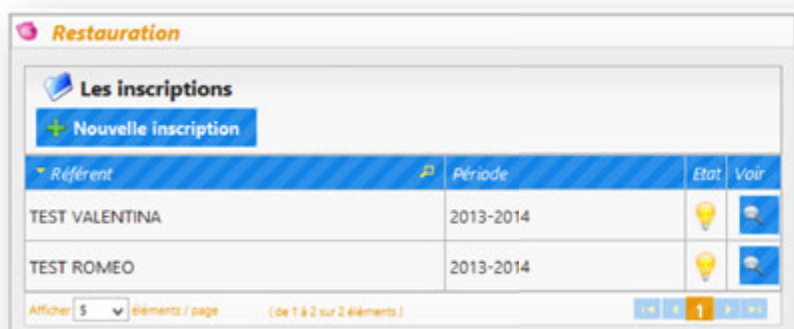 Restauration
Les inscriptions
Nouvelle inscription
Référent Période Etat Voir
TEST VALENTINA 2013-2014
TEST ROMEO 2013-2014
Afficher 5 éléments / page ( de 1 à 2 sur 2 éléments ) 1